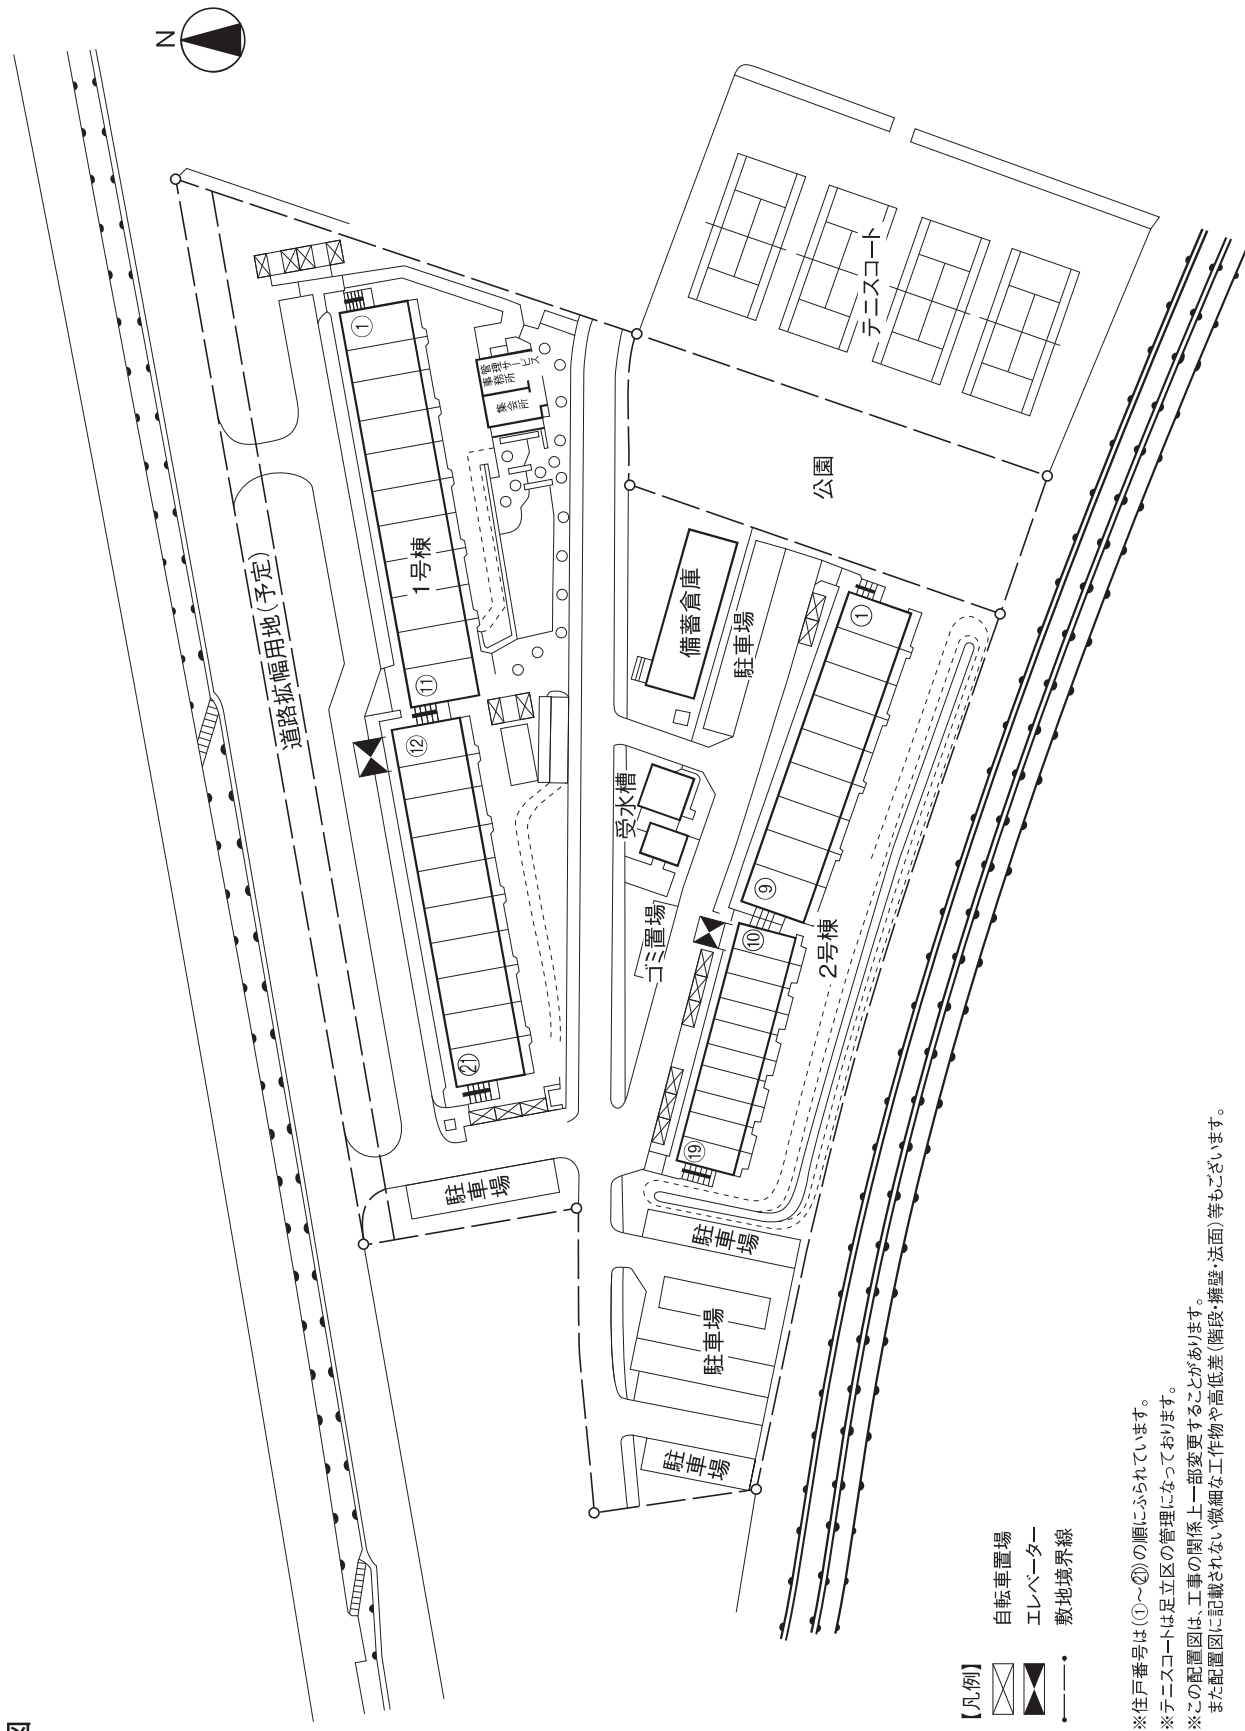 図
N
道路拡幅用地(予定)
1号棟
①
⑪
⑫
㉑
管理サービス
事務所
集会所
テニスコート
公園
備蓄倉庫
駐車場
受水槽
ゴミ置場
2号棟
①
⑨
⑩
⑲
駐車場
駐車場
駐車場
駐車場
【凡例】
自転車置場
エレベーター
敷地境界線
※住戸番号は(①～㉑)の順にふられています。
※テニスコートは足立区の管理になっております。
※この配置図は、工事の関係上一部変更することがあります。
また配置図に記載されない微細な工作物や高低差(階段・擁壁・法面)等もございます。